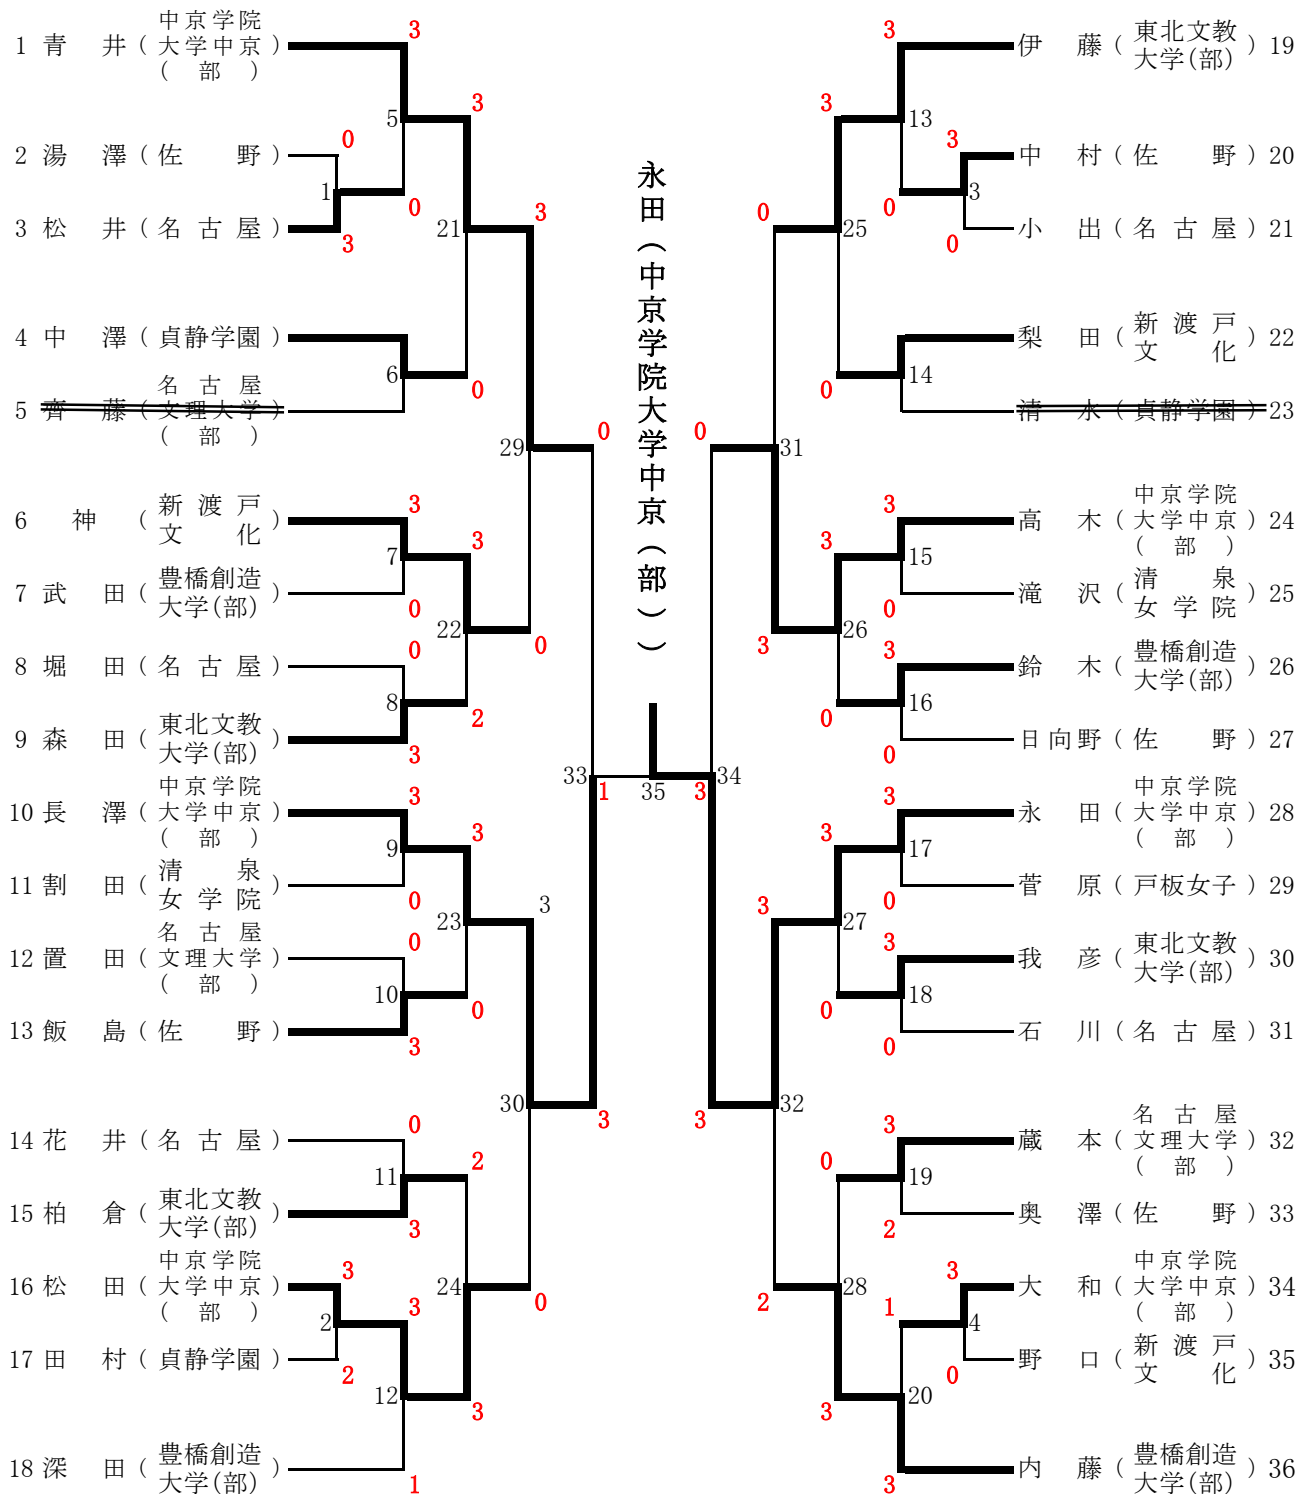 1 青井（中京学院大学中京（部））
2 湯澤（佐野）
3 松井（名古屋）
4 中澤（貞静学園）
5 齊藤（名古屋文理大学（部））
6 神（新渡戸文化）
7 武田（豊橋創造大学(部)）
8 堀田（名古屋）
9 森田（東北文教大学(部)）
10 長澤（中京学院大学中京（部））
11 割田（清泉女学院）
12 置田（名古屋文理大学（部））
13 飯島（佐野）
14 花井（名古屋）
15 柏倉（東北文教大学(部)）
16 松田（中京学院大学中京（部））
17 田村（貞静学園）
18 深田（豊橋創造大学(部)）
3
0
1
3
5
0
3
21
6
0
3
29
0
3
7
0
3
22
0
0
8
3
2
3
9
0
3
23
3
0
10
3
0
30
3
0
11
3
2
24
0
3
2
2
3
12
1
3
33
1
35
永田（中京学院大学中京（部））
3
34
0
3
31
0
3
25
3
0
13
0
3
3
0
14
0
3
15
0
3
26
3
16
0
0
3
17
0
3
27
3
3
18
0
0
32
2
3
19
2
0
28
3
3
4
0
1
20
3
伊藤（東北文教大学(部)）19
中村（佐野）20
小出（名古屋）21
梨田（新渡戸文化）22
清水（貞静学園）23
高木（中京学院大学中京（部））24
滝沢（清泉女学院）25
鈴木（豊橋創造大学(部)）26
日向野（佐野）27
永田（中京学院大学中京（部））28
菅原（戸板女子）29
我彦（東北文教大学(部)）30
石川（名古屋）31
蔵本（名古屋文理大学（部））32
奥澤（佐野）33
大和（中京学院大学中京（部））34
野口（新渡戸文化）35
内藤（豊橋創造大学(部)）36